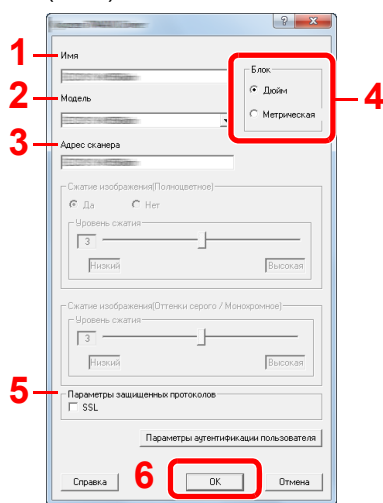 1
Имя
Блок
Дюйм
Метрическая
4
2
Модель
3
Адрес сканера
Сжатие изображения(Полноцветное)
Да
Нет
Уровень сжатия
3
Низкий
Высокая
Сжатие изображения(Оттенки серого / Монохромное)
Уровень сжатия
3
Низкий
Высокая
5
Параметры защищенных протоколов
SSL
Параметры аутентификации пользователя
Справка
6
OK
Отмена